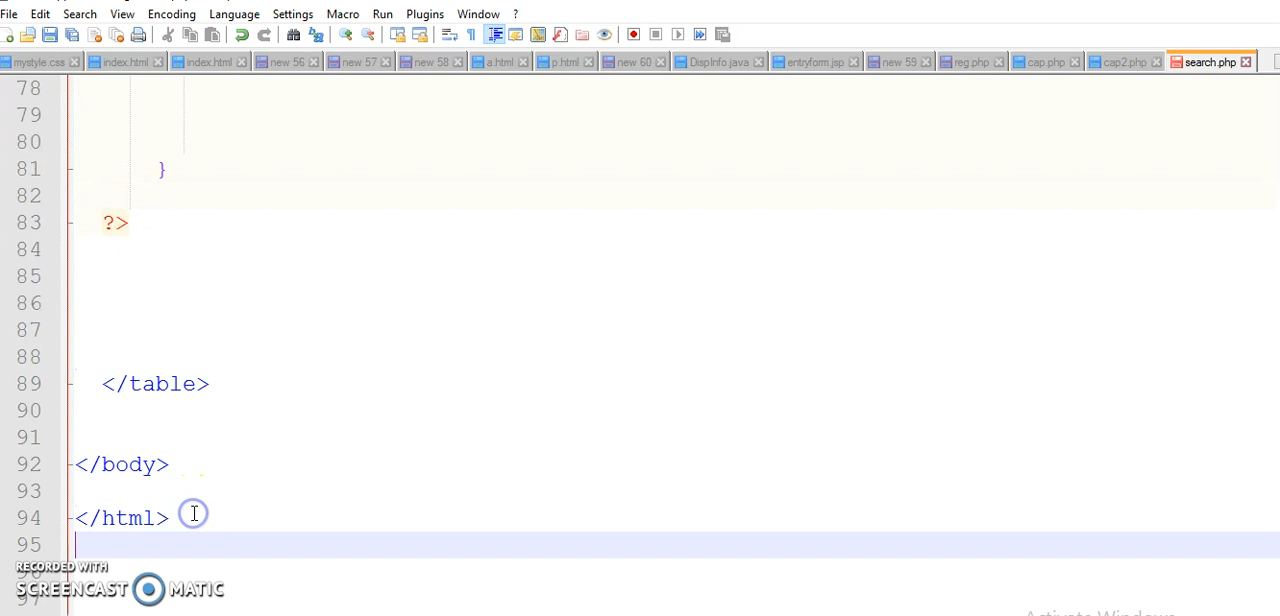 File Edit Search View Encoding Language Settings Macro Run Plugins Window ?
mystyle.css index.html index.html new 56 new 57 new 58 a.html p.html new 60 DispInfo.java entryform.jsp new 59 reg.php cap.php cap2.php search.php
78
79
80
81 }
82
83 ?>
84
85
86
87
88
89 </table>
90
91
92 </body>
93
94 </html>
95
RECORDED WITH
SCREENCAST MATIC